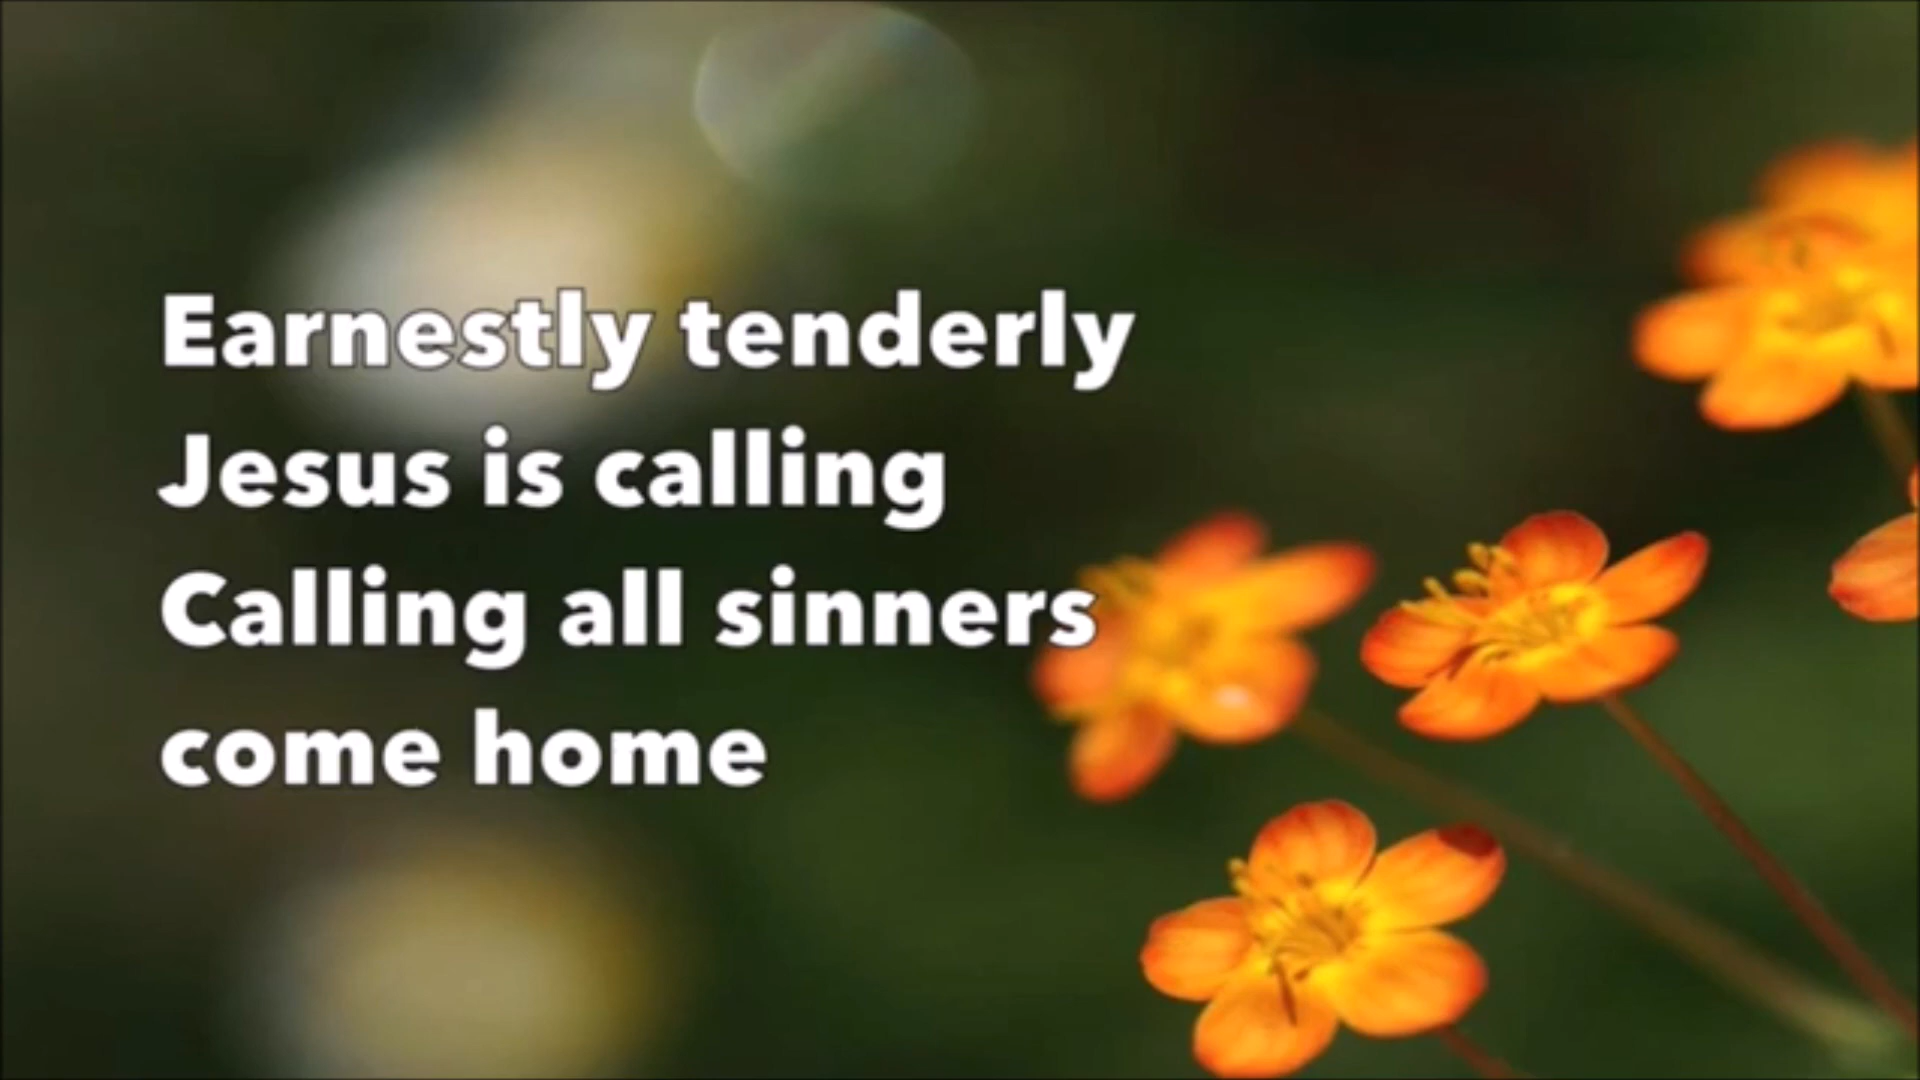 Earnestly tenderly
Jesus is calling
Calling all sinners
come home